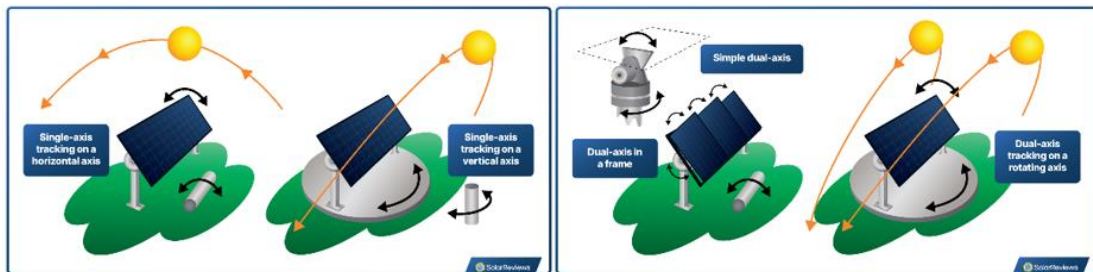 Single-axis
tracking on a
horizontal axis
Single-axis
tracking on a
vertical axis
SolarReviews
Simple dual-axis
Dual-axis in
a frame
Dual-axis
tracking on a
rotating axis
SolarReviews